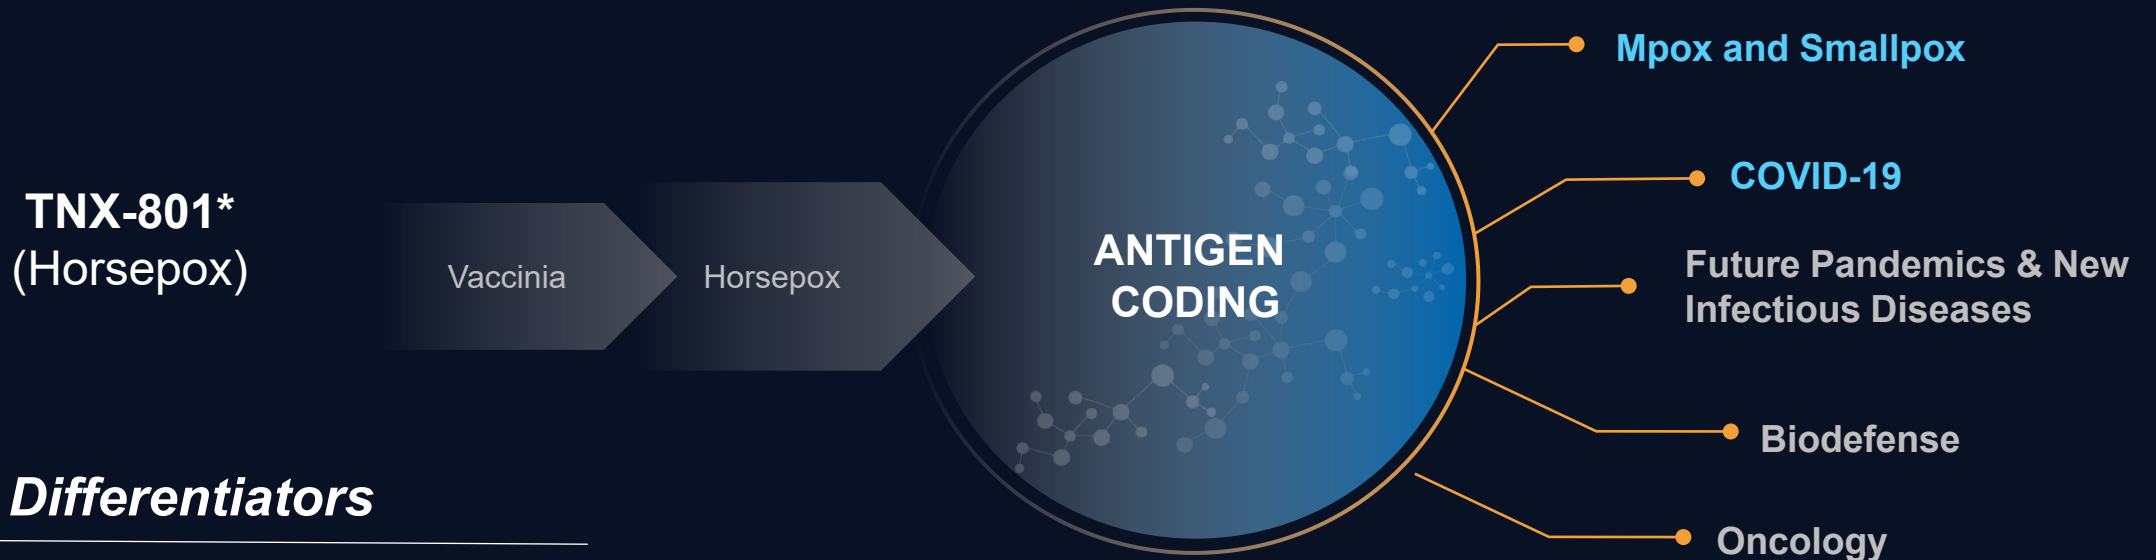 TNX-801*
(Horsepox)
Vaccinia
Horsepox
ANTIGEN
CODING
Mpox and Smallpox
COVID-19
Future Pandemics & New
Infectious Diseases
Biodefense
Oncology
Differentiators